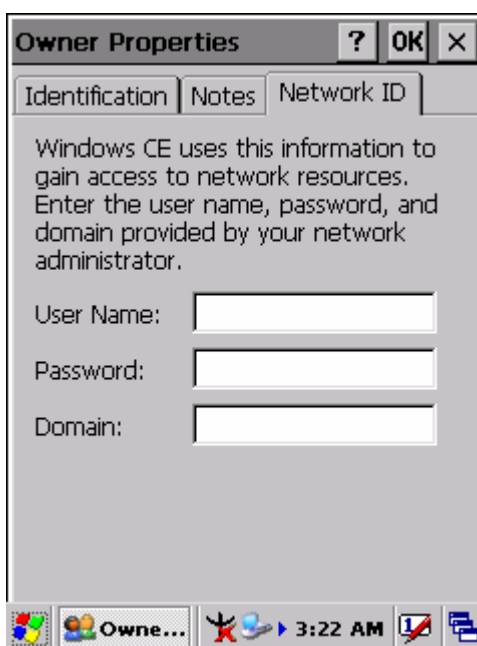 Owner Properties ? OK ×
Identification Notes Network ID
Windows CE uses this information to
gain access to network resources.
Enter the user name, password, and
domain provided by your network
administrator.
User Name:
Password:
Domain:
Owne... 3:22 AM